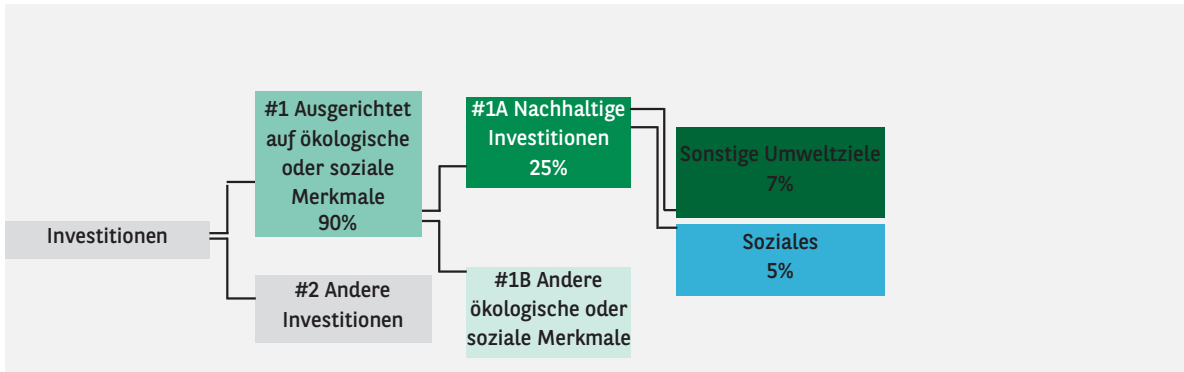 Investitionen
#1 Ausgerichtet
auf ökologische
oder soziale
Merkmale
90%
#2 Andere
Investitionen
#1A Nachhaltige
Investitionen
25%
#1B Andere
ökologische oder
soziale Merkmale
Sonstige Umweltziele
7%
Soziales
5%